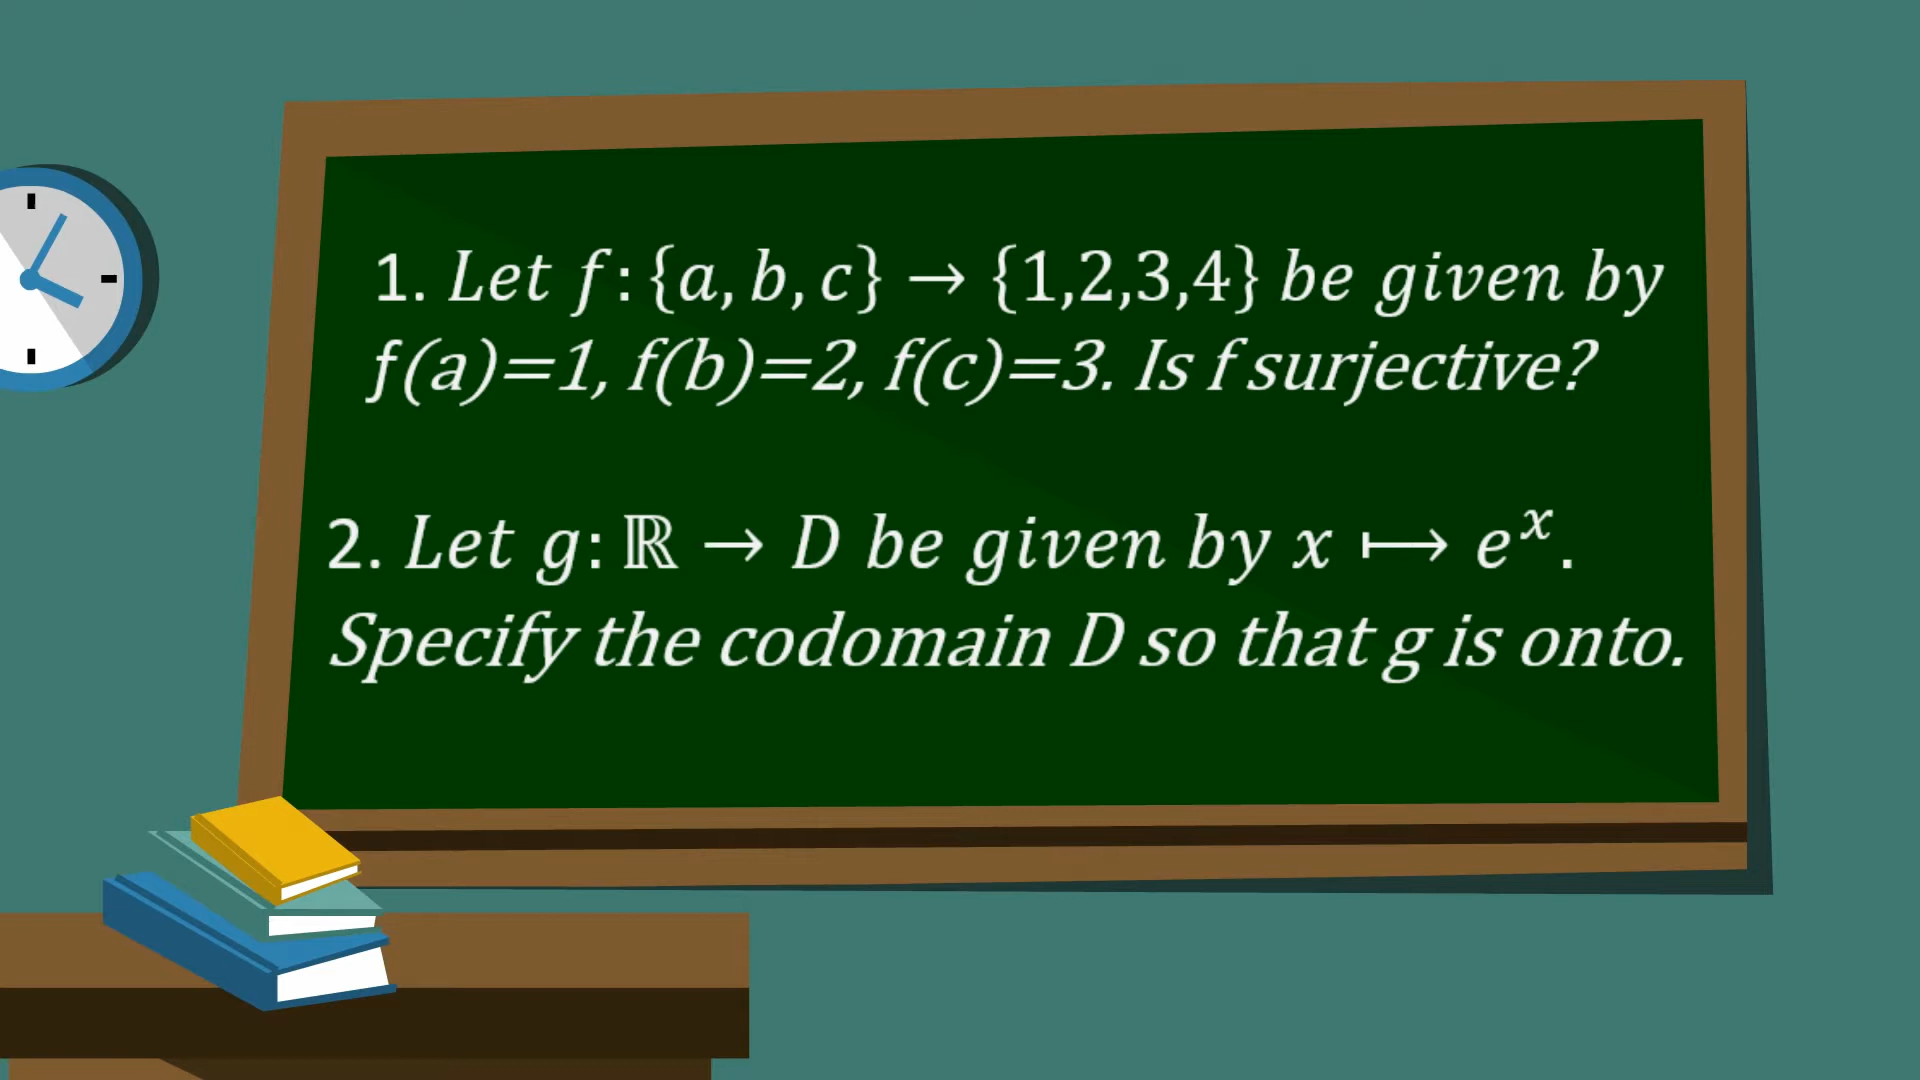 1. Let f: {a, b, c} → {1,2,3,4} be given by
f(a)=1, f(b)=2, f(c)=3. Is f surjective?
2. Let g: ℝ → D be given by x ⟼ eˣ.
Specify the codomain D so that g is onto.